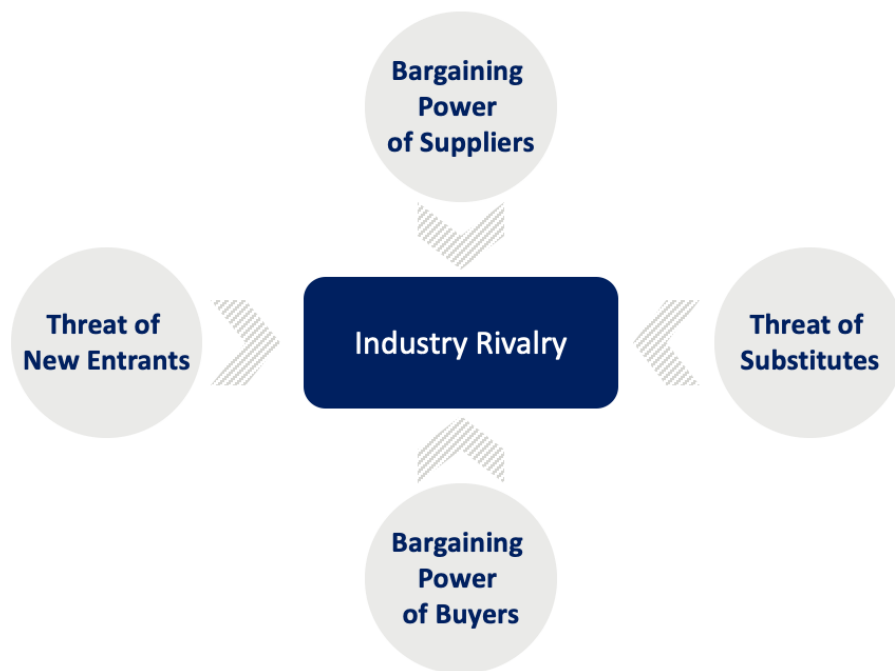 Bargaining
Power
of Suppliers
Threat of
New Entrants
Industry Rivalry
Threat of
Substitutes
Bargaining
Power
of Buyers